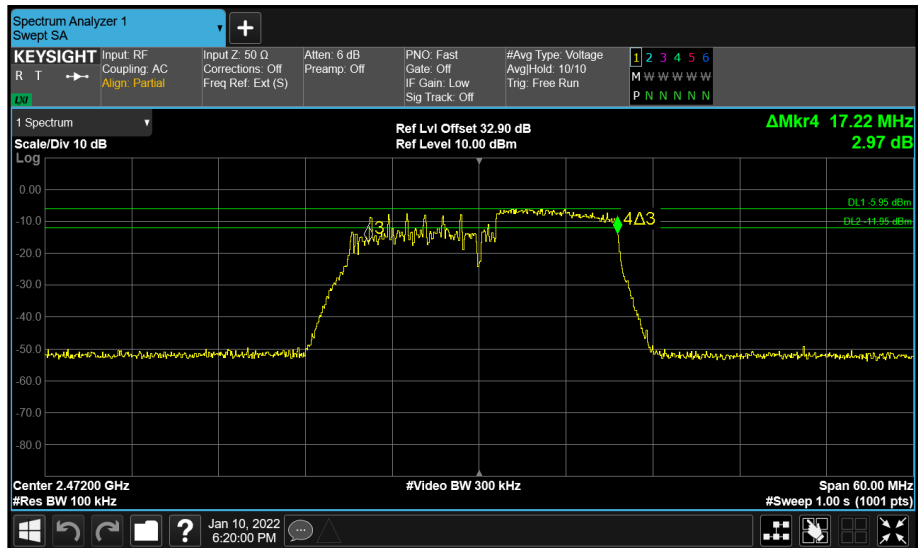 Spectrum Analyzer 1
Swept SA
KEYSIGHT
R T
LXI
Input: RF
Coupling: AC
Align: Partial
Input Z: 50 Ω
Corrections: Off
Freq Ref: Ext (S)
Atten: 6 dB
Preamp: Off
PNO: Fast
Gate: Off
IF Gain: Low
Sig Track: Off
#Avg Type: Voltage
Avg|Hold: 10/10
Trig: Free Run
1 2 3 4 5 6
M W W W W W
P N N N N N
1 Spectrum
Scale/Div 10 dB
Ref Lvl Offset 32.90 dB
Ref Level 10.00 dBm
ΔMkr4 17.22 MHz
2.97 dB
Log
0.00
-10.0
-20.0
-30.0
-40.0
-50.0
-60.0
-70.0
-80.0
DL1 -5.95 dBm
DL2 -11.95 dBm
3
4Δ3
Center 2.47200 GHz
#Res BW 100 kHz
#Video BW 300 kHz
Span 60.00 MHz
#Sweep 1.00 s (1001 pts)
?
Jan 10, 2022
6:20:00 PM